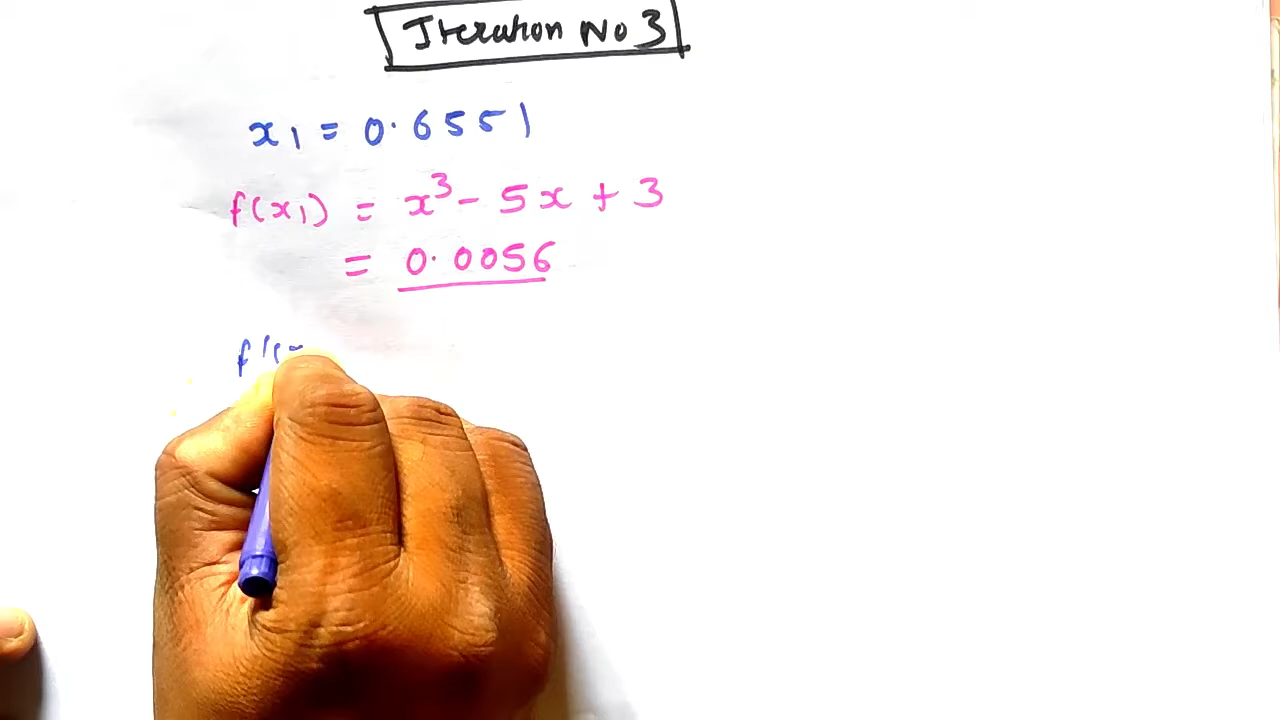 Iteration No 3
x₁ = 0.6551
f(x₁) = x³ - 5x + 3
= 0.0056
f'(